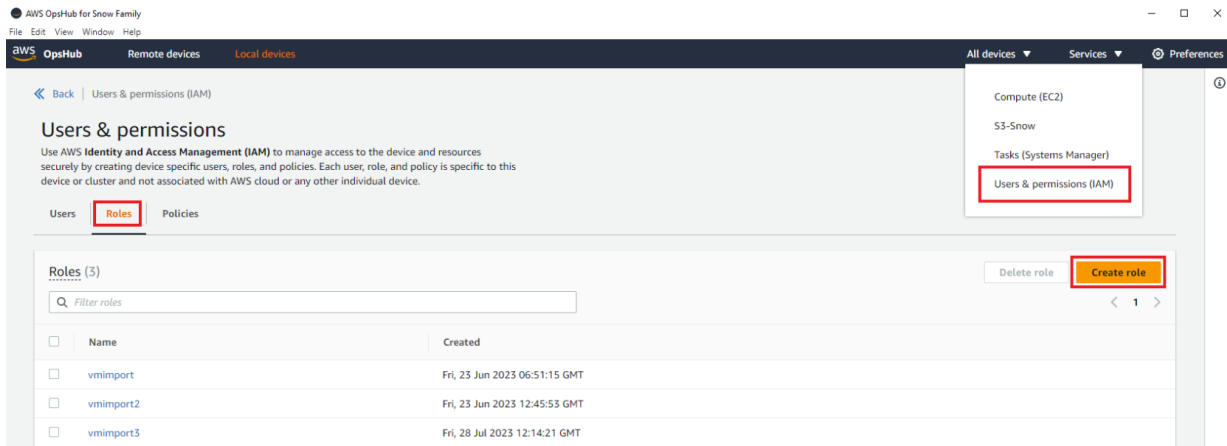 AWS OpsHub for Snow Family
File Edit View Window Help
aws OpsHub Remote devices Local devices All devices ▼ Services ▼ Preferences
Back | Users & permissions (IAM)
Users & permissions
Use AWS Identity and Access Management (IAM) to manage access to the device and resources
securely by creating device specific users, roles, and policies. Each user, role, and policy is specific to this
device or cluster and not associated with AWS cloud or any other individual device.
Compute (EC2)
S3-Snow
Tasks (Systems Manager)
Users & permissions (IAM)
Users Roles Policies
Roles (3) Delete role Create role
Filter roles < 1 >
Name Created
vmimport Fri, 23 Jun 2023 06:51:15 GMT
vmimport2 Fri, 23 Jun 2023 12:45:53 GMT
vmimport3 Fri, 28 Jul 2023 12:14:21 GMT